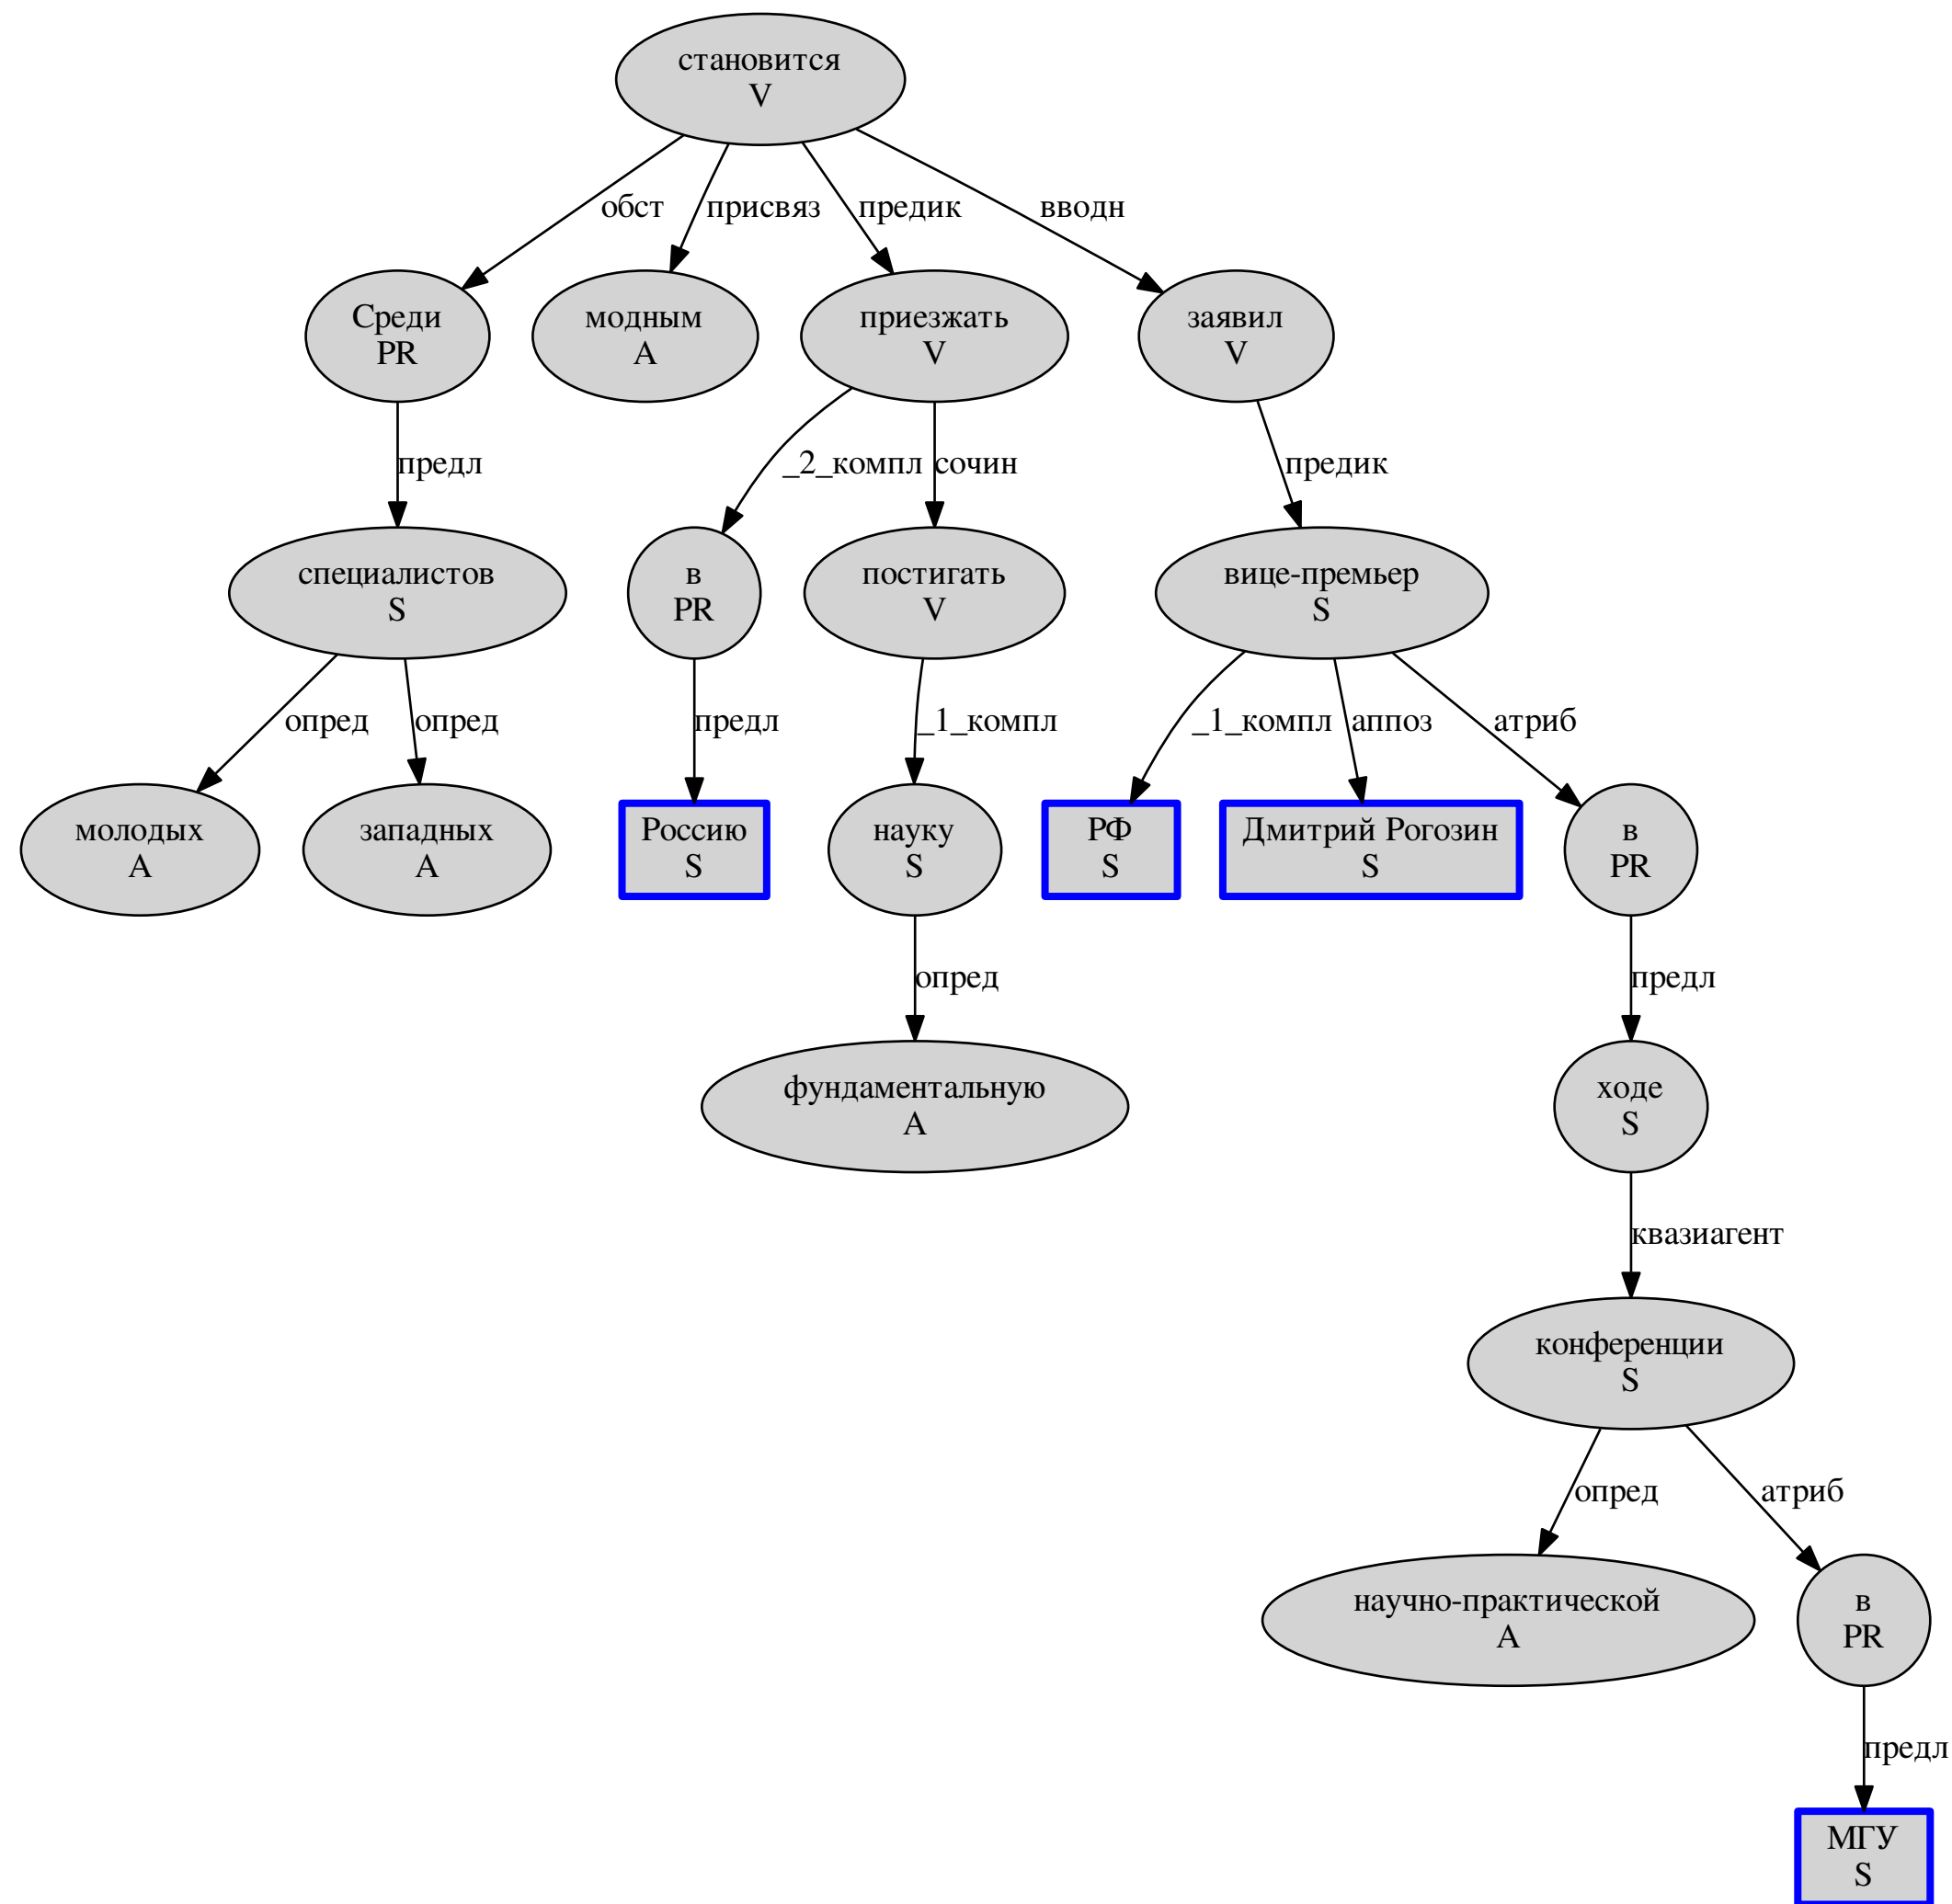 становится
V
обст
присвяз
предик
вводн
Среди
PR
модным
A
приезжать
V
заявил
V
предл
_2_компл
сочин
предик
специалистов
S
в
PR
постигать
V
вице-премьер
S
опред
опред
предл
_1_компл
_1_компл
аппоз
атриб
молодых
A
западных
A
Россию
S
науку
S
РФ
S
Дмитрий Рогозин
S
в
PR
опред
предл
фундаментальную
A
ходе
S
квазиагент
конференции
S
опред
атриб
научно-практической
A
в
PR
предл
МГУ
S